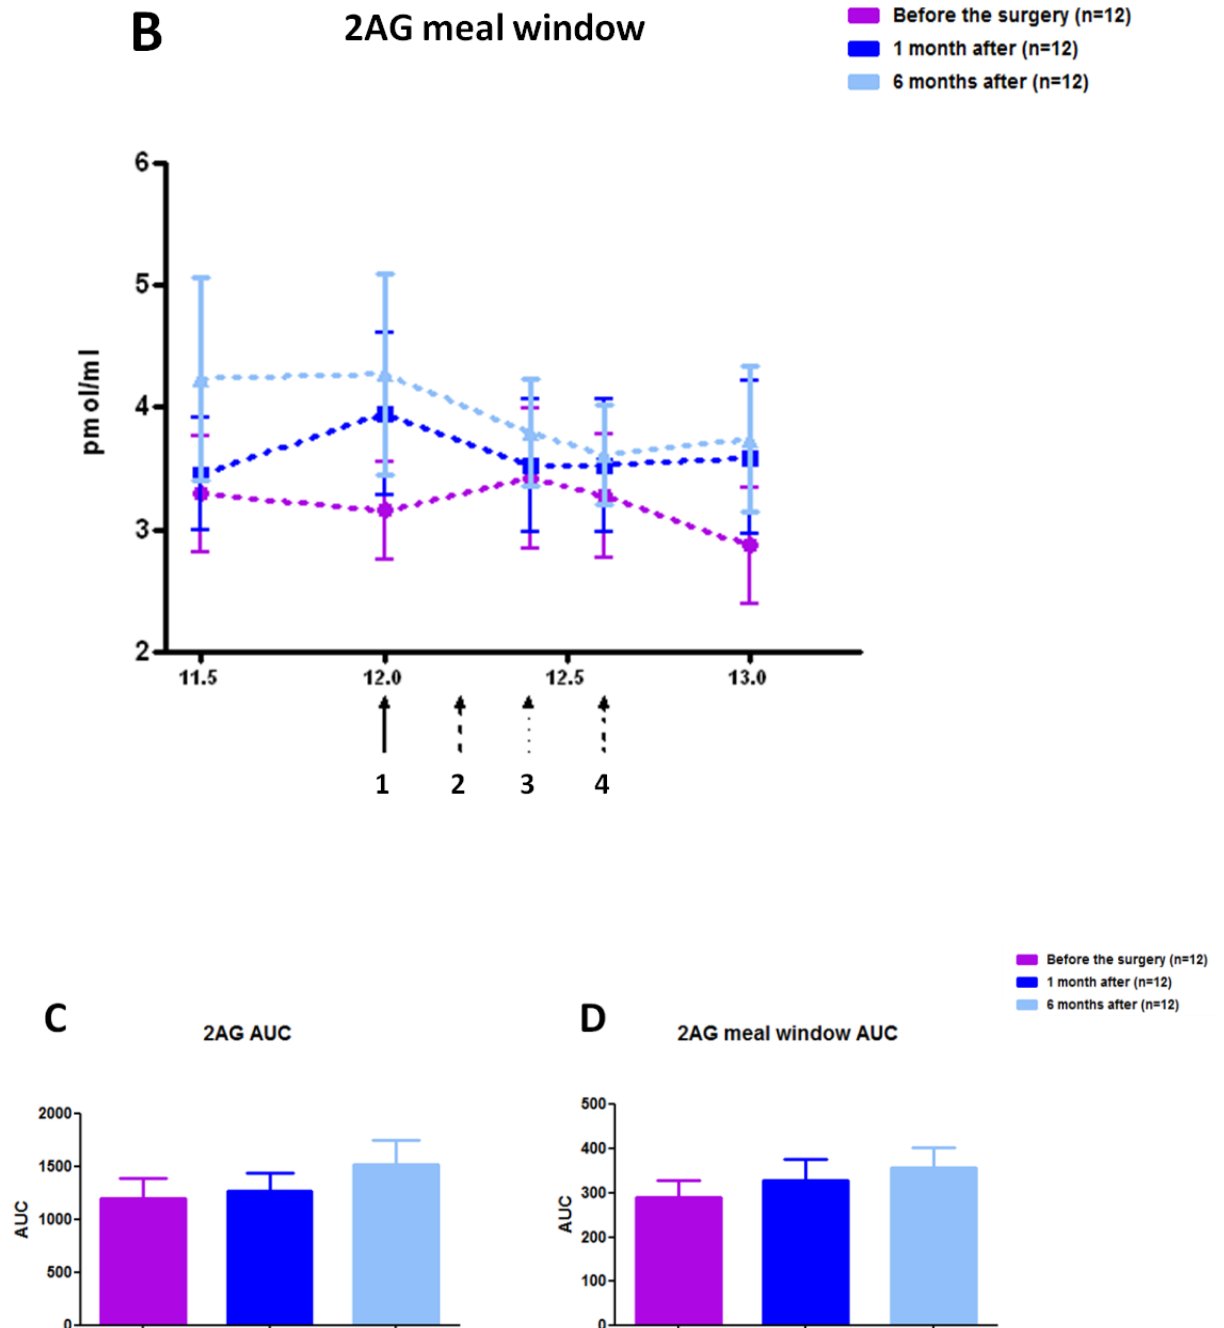 B
2AG meal window
Before the surgery (n=12)
1 month after (n=12)
6 months after (n=12)
6
5
4
3
2
pmol/ml
11.5 12.0 12.5 13.0
1 2 3 4
Before the surgery (n=12)
1 month after (n=12)
6 months after (n=12)
C
2AG AUC
2000
1500
1000
500
0
AUC
D
2AG meal window AUC
500
400
300
200
100
0
AUC